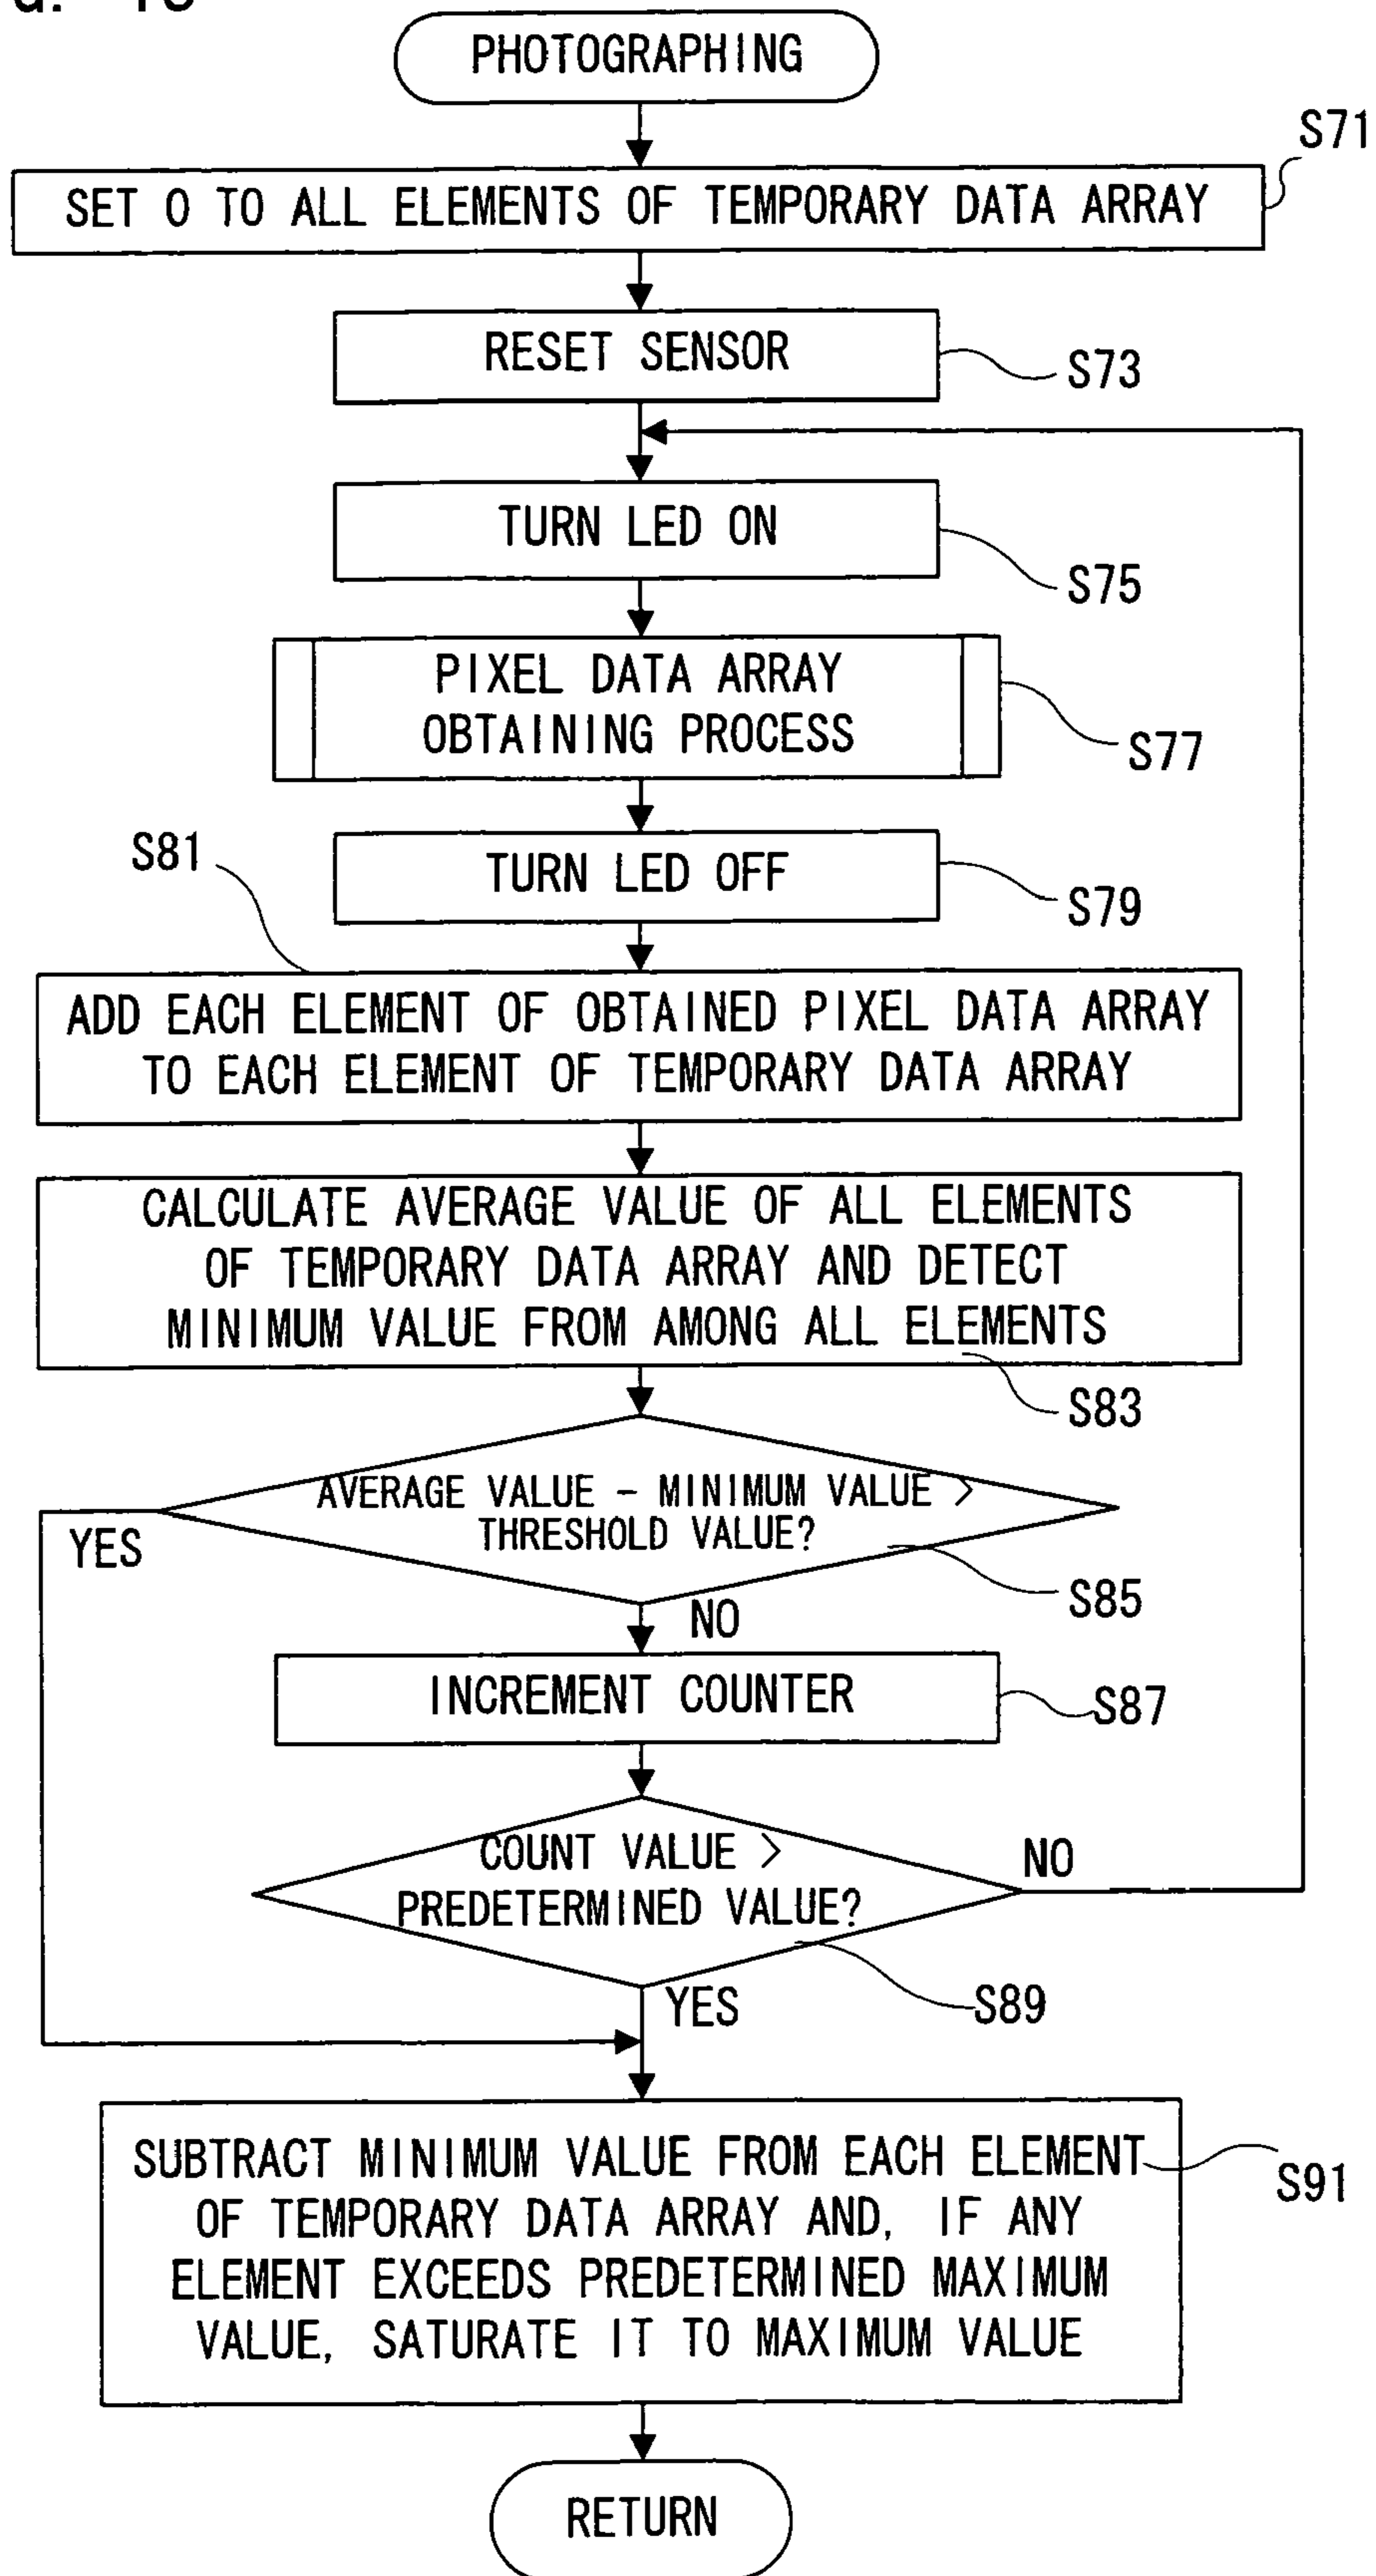 PHOTOGRAPHING
S71
SET 0 TO ALL ELEMENTS OF TEMPORARY DATA ARRAY
RESET SENSOR
S73
TURN LED ON
S75
PIXEL DATA ARRAY
OBTAINING PROCESS
S77
S81
TURN LED OFF
S79
ADD EACH ELEMENT OF OBTAINED PIXEL DATA ARRAY
TO EACH ELEMENT OF TEMPORARY DATA ARRAY
CALCULATE AVERAGE VALUE OF ALL ELEMENTS
OF TEMPORARY DATA ARRAY AND DETECT
MINIMUM VALUE FROM AMONG ALL ELEMENTS
S83
AVERAGE VALUE - MINIMUM VALUE >
THRESHOLD VALUE?
YES
S85
NO
INCREMENT COUNTER
S87
COUNT VALUE >
PREDETERMINED VALUE?
NO
YES
S89
SUBTRACT MINIMUM VALUE FROM EACH ELEMENT
OF TEMPORARY DATA ARRAY AND, IF ANY
ELEMENT EXCEEDS PREDETERMINED MAXIMUM
VALUE, SATURATE IT TO MAXIMUM VALUE
S91
RETURN